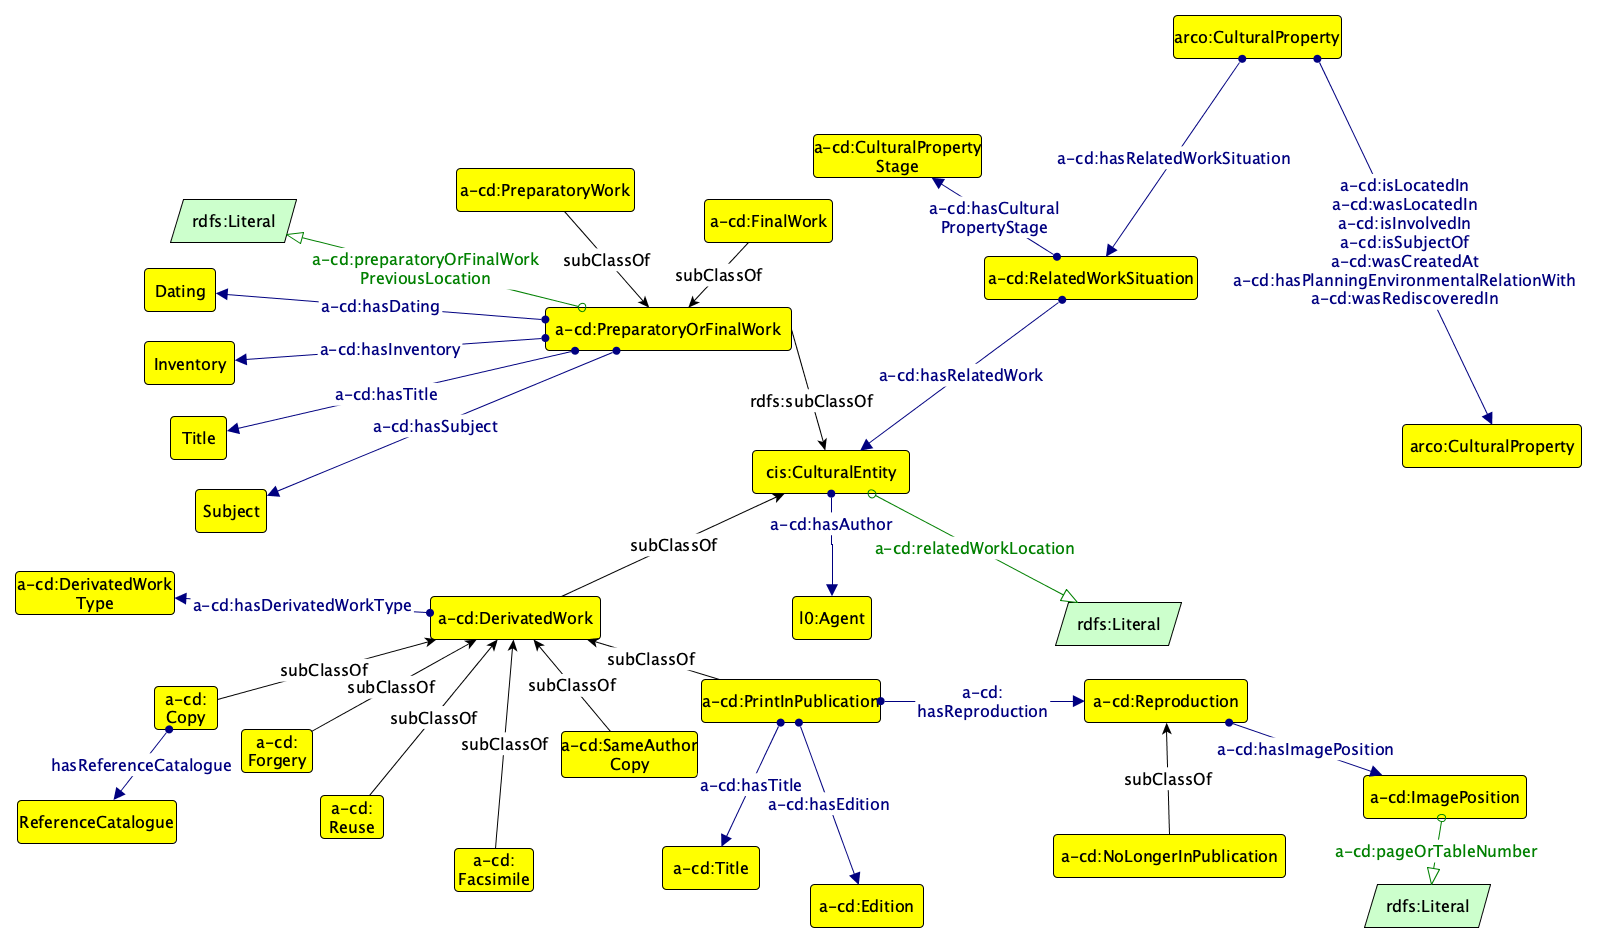 arco:CulturalProperty
a-cd:CulturalProperty
Stage
a-cd:hasRelatedWorkSituation
a-cd:PreparatoryWork
a-cd:isLocatedIn
a-cd:wasLocatedIn
a-cd:isInvolvedIn
a-cd:isSubjectOf
a-cd:wasCreatedAt
a-cd:hasPlanningEnvironmentalRelationWith
a-cd:wasRediscoveredIn
rdfs:Literal
a-cd:FinalWork
a-cd:hasCultural
PropertyStage
a-cd:preparatoryOrFinalWork
PreviousLocation
subClassOf
subClassOf
a-cd:RelatedWorkSituation
Dating
a-cd:hasDating
a-cd:PreparatoryOrFinalWork
Inventory
a-cd:hasInventory
a-cd:hasRelatedWork
a-cd:hasTitle
rdfs:subClassOf
Title
a-cd:hasSubject
arco:CulturalProperty
cis:CulturalEntity
Subject
a-cd:hasAuthor
subClassOf
a-cd:relatedWorkLocation
a-cd:DerivatedWork
Type
a-cd:hasDerivatedWorkType
a-cd:DerivatedWork
l0:Agent
rdfs:Literal
subClassOf
subClassOf
subClassOf
subClassOf
subClassOf
subClassOf
a-cd:
Copy
a-cd:PrintInPublication
a-cd:
hasReproduction
a-cd:Reproduction
a-cd:
Forgery
a-cd:SameAuthor
Copy
a-cd:hasImagePosition
hasReferenceCatalogue
a-cd:hasTitle
a-cd:hasEdition
subClassOf
a-cd:ImagePosition
ReferenceCatalogue
a-cd:
Reuse
a-cd:
Facsimile
a-cd:Title
a-cd:NoLongerInPublication
a-cd:pageOrTableNumber
a-cd:Edition
rdfs:Literal